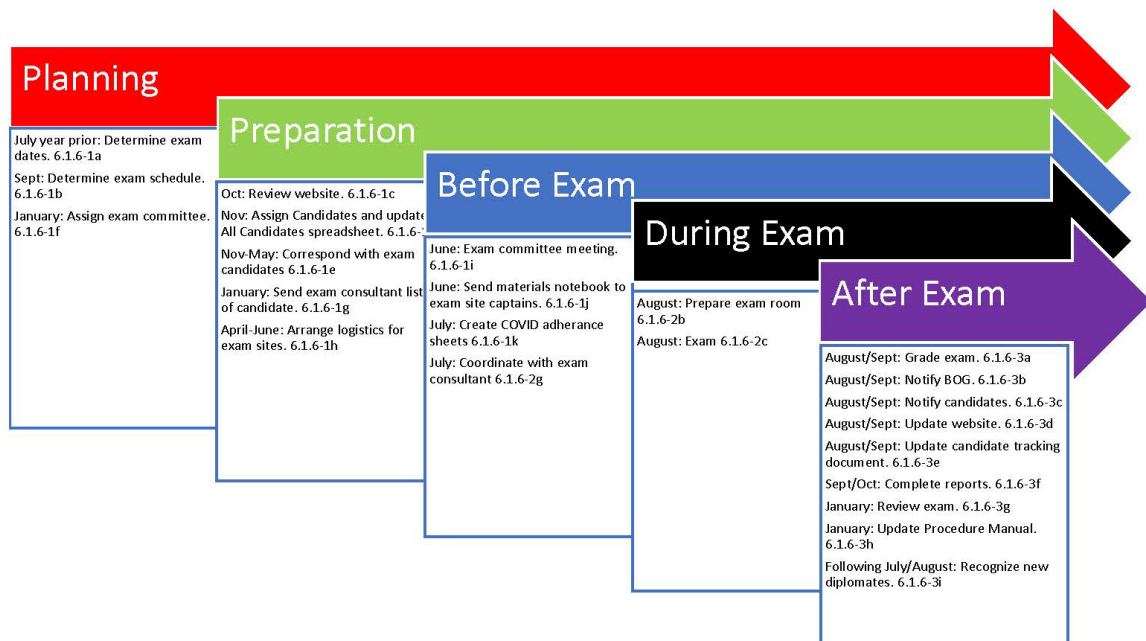 Planning
July year prior: Determine exam
dates. 6.1.6-1a
Sept: Determine exam schedule.
6.1.6-1b
January: Assign exam committee.
6.1.6-1f
Preparation
Oct: Review website. 6.1.6-1c
Nov: Assign Candidates and update
All Candidates spreadsheet. 6.1.6-
Nov-May: Correspond with exam
candidates 6.1.6-1e
January: Send exam consultant list
of candidate. 6.1.6-1g
April-June: Arrange logistics for
exam sites. 6.1.6-1h
Before Exam
June: Exam committee meeting.
6.1.6-1i
June: Send materials notebook to
exam site captains. 6.1.6-1j
July: Create COVID adherance
sheets 6.1.6-1k
July: Coordinate with exam
consultant 6.1.6-2g
During Exam
August: Prepare exam room
6.1.6-2b
August: Exam 6.1.6-2c
After Exam
August/Sept: Grade exam. 6.1.6-3a
August/Sept: Notify BOG. 6.1.6-3b
August/Sept: Notify candidates. 6.1.6-3c
August/Sept: Update website. 6.1.6-3d
August/Sept: Update candidate tracking
document. 6.1.6-3e
Sept/Oct: Complete reports. 6.1.6-3f
January: Review exam. 6.1.6-3g
January: Update Procedure Manual.
6.1.6-3h
Following July/August: Recognize new
diplomates. 6.1.6-3i